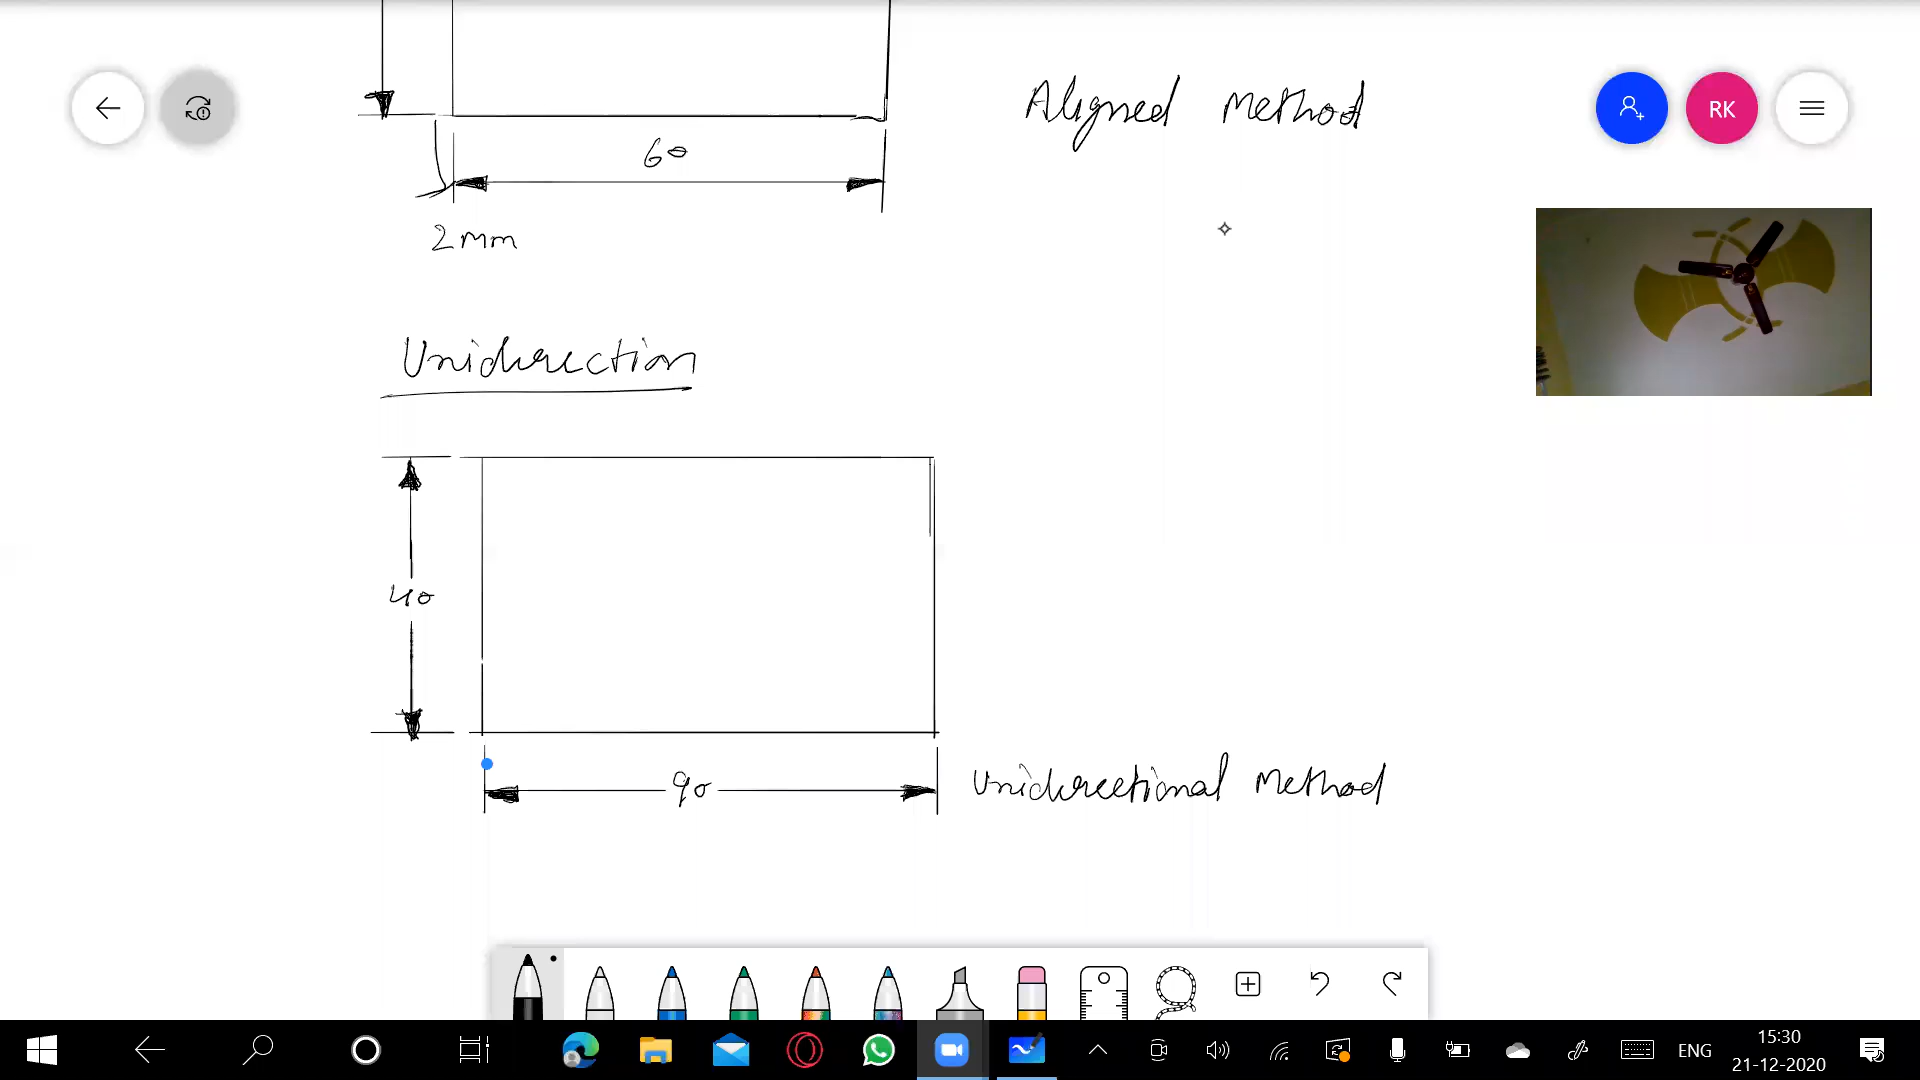 Aligned Method
RK
60
2mm
Unidirection
40
90
Unidirectional Method
ENG
15:30
21-12-2020